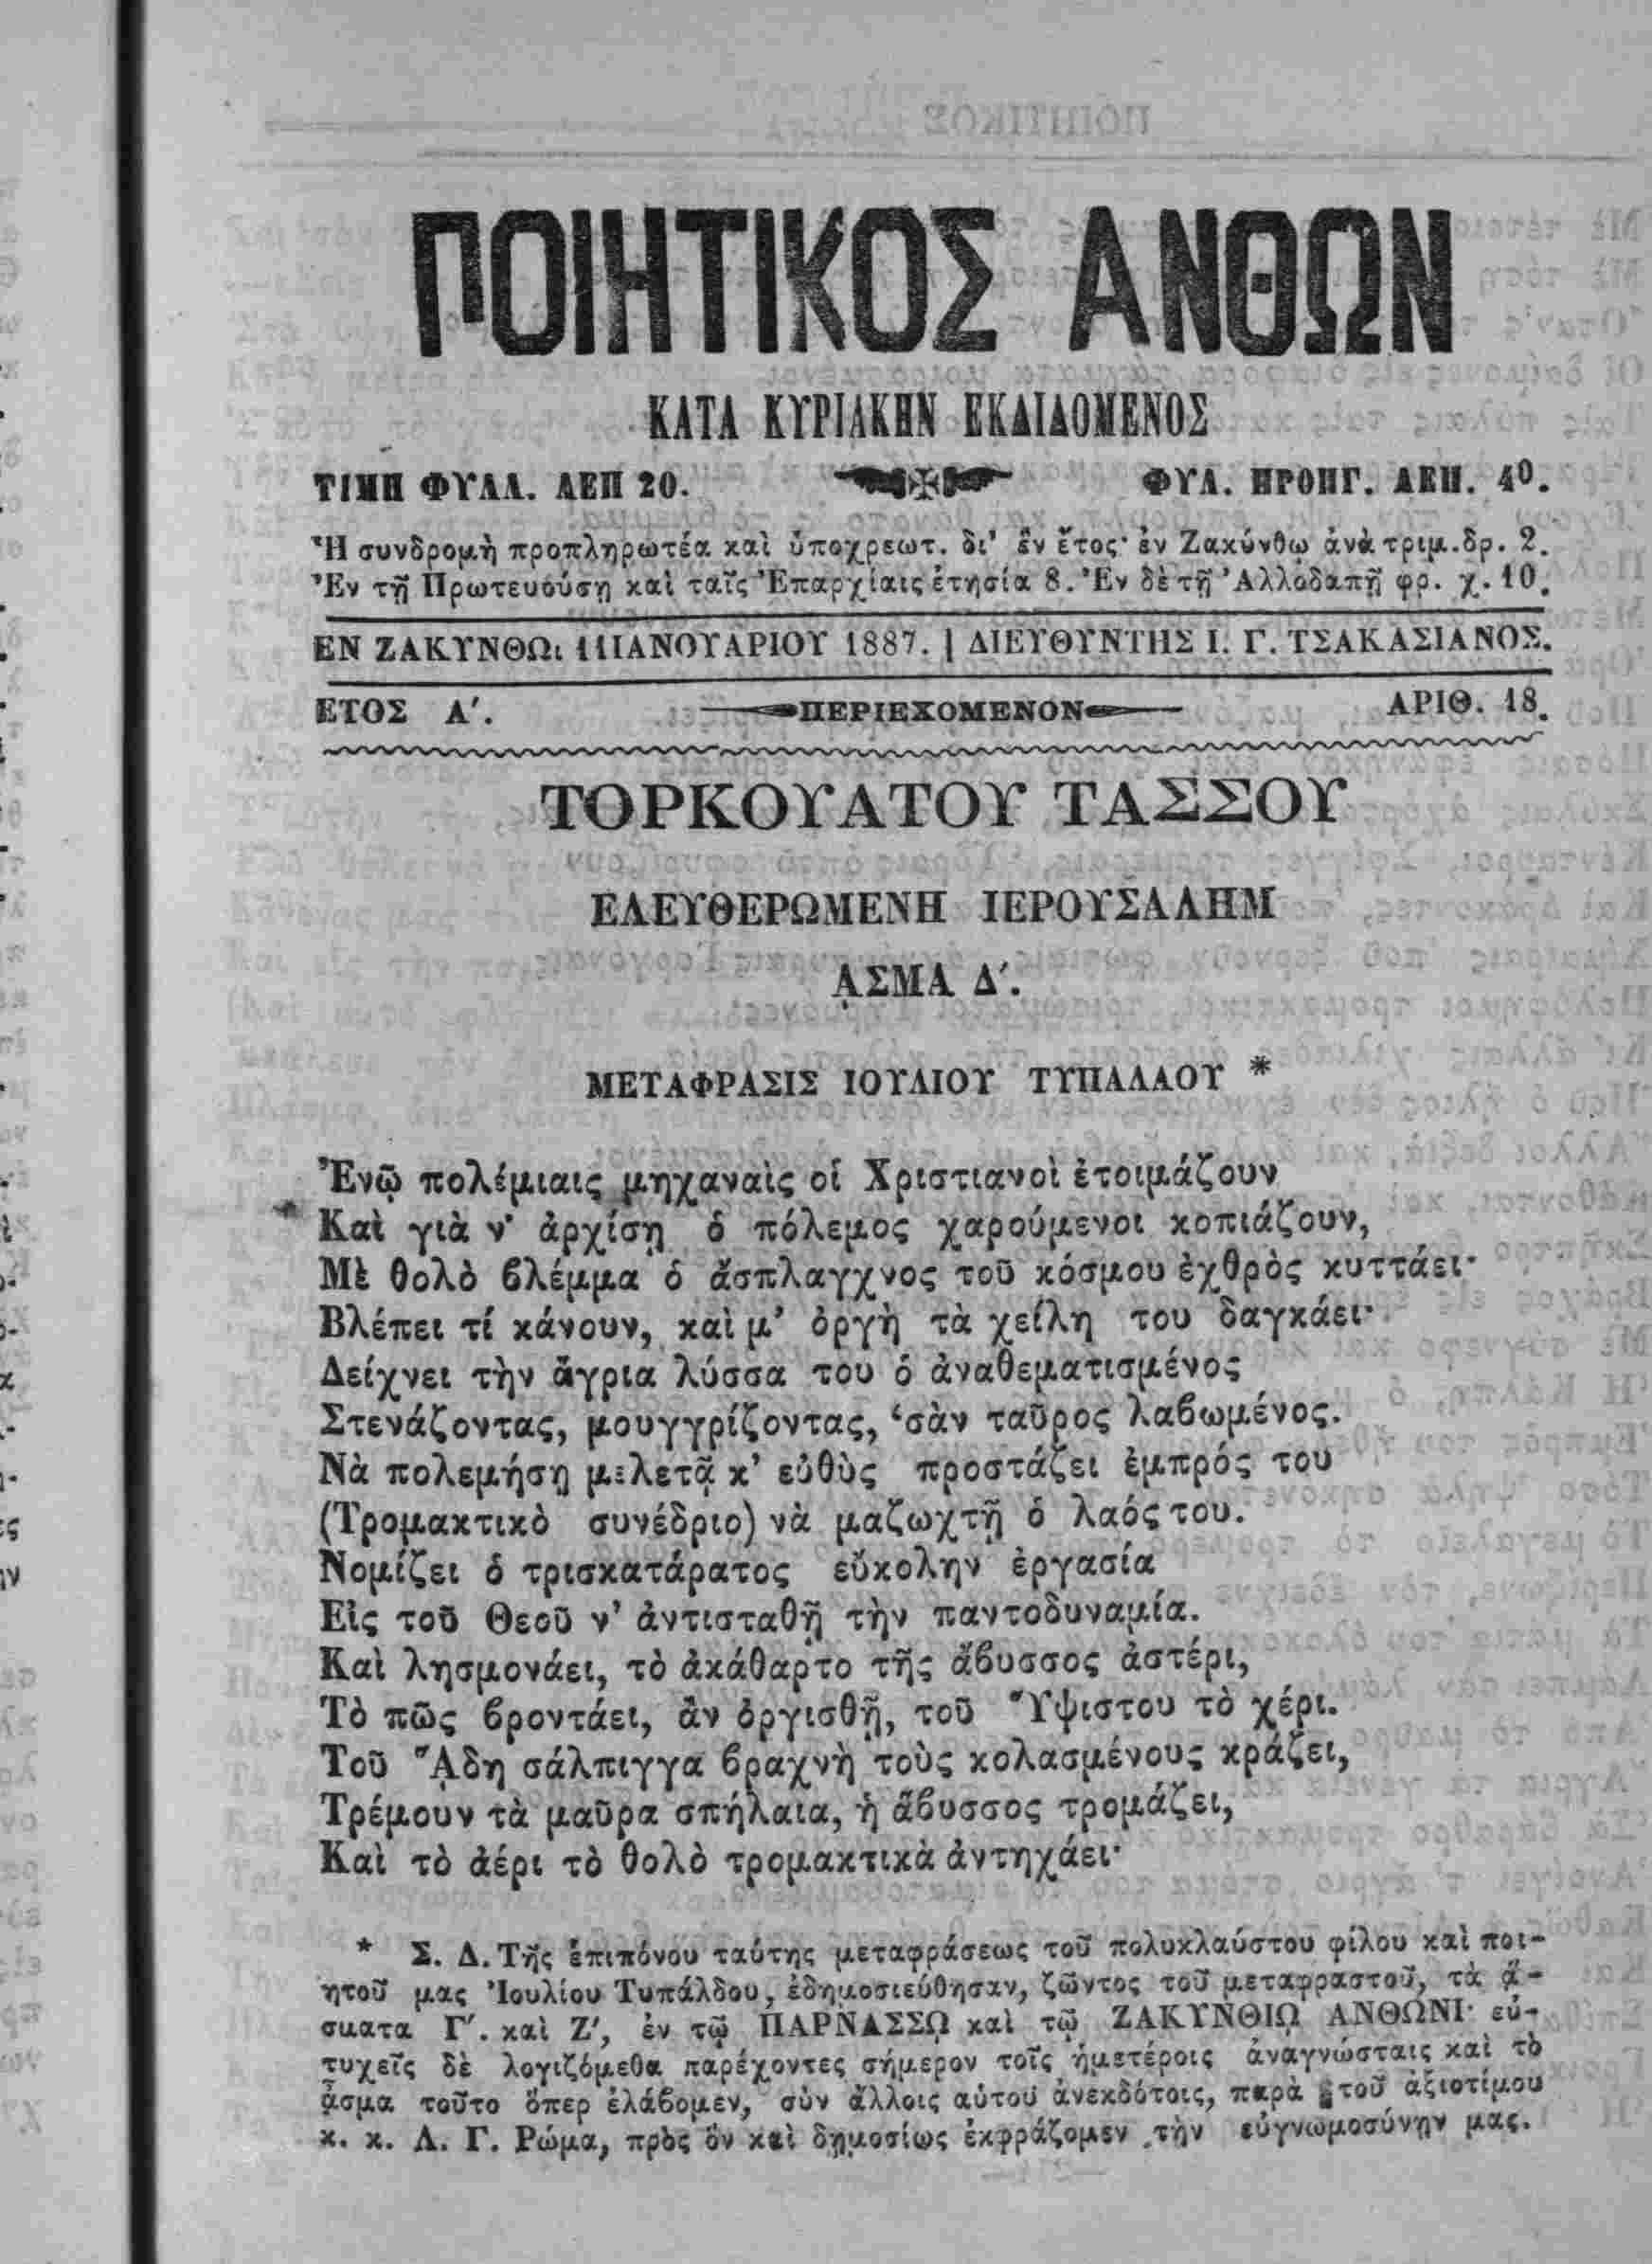 ΠΟΙΗΤΙΚΟΣ ΑΝΘΩΝ
ΚΑΤΑ ΚΥΡΙΑΚΗΝ ΕΚΔΙΔΟΜΕΝΟΣ
ΤΙΜΗ ΦΥΛΛ. ΛΕΠ 20. ΦΥΛ. ΠΡΟΗΓ. ΛΕΠ. 40.
Ἡ συνδρομὴ προπληρωτέα καὶ ὑποχρεωτ. δι' ἓν ἔτος· ἐν Ζακύνθῳ ἀνὰ τριμ. δρ. 2.
Ἐν τῇ Πρωτευούσῃ καὶ ταῖς Ἐπαρχίαις ἐτησία 8. Ἐν δὲ τῇ Ἀλλοδαπῇ φρ. χ. 10.
ΕΝ ΖΑΚΥΝΘΩι 11 ΙΑΝΟΥΑΡΙΟΥ 1887. | ΔΙΕΥΘΥΝΤΗΣ Ι. Γ. ΤΣΑΚΑΣΙΑΝΟΣ.
ΕΤΟΣ Α'. ΠΕΡΙΕΧΟΜΕΝΟΝ ΑΡΙΘ. 18.
ΤΟΡΚΟΥΑΤΟΥ ΤΑΣΣΟΥ
ΕΛΕΥΘΕΡΩΜΕΝΗ ΙΕΡΟΥΣΑΛΗΜ
ᾼΣΜΑ Δ'.
ΜΕΤΑΦΡΑΣΙΣ ΙΟΥΛΙΟΥ ΤΥΠΑΛΔΟΥ *
Ἐνῷ πολέμιαις μηχαναὶς οἱ Χριστιανοὶ ἑτοιμάζουν
Καὶ γιὰ ν' ἀρχίσῃ ὁ πόλεμος χαρούμενοι κοπιάζουν,
Μὲ θολὸ βλέμμα ὁ ἄσπλαγχνος τοῦ κόσμου ἐχθρὸς κυττάει·
Βλέπει τί κάνουν, καὶ μ' ὀργὴ τὰ χείλη του δαγκάει·
Δείχνει τὴν ἄγρια λύσσα του ὁ ἀναθεματισμένος
Στενάζοντας, μουγγρίζοντας, 'σὰν ταῦρος λαβωμένος.
Νὰ πολεμήσῃ μελετᾷ κ' εὐθὺς προστάζει ἐμπρός του
(Τρομακτικὸ συνέδριο) νὰ μαζωχτῇ ὁ λαός του.
Νομίζει ὁ τρισκατάρατος εὔκολην ἐργασία
Εἰς τοῦ Θεοῦ ν' ἀντισταθῇ τὴν παντοδυναμία.
Καὶ λησμονάει, τὸ ἀκάθαρτο τῆς ἄβυσσος ἀστέρι,
Τὸ πῶς βροντάει, ἂν ὀργισθῇ, τοῦ Ὕψιστου τὸ χέρι.
Τοῦ ᾍδη σάλπιγγα βραχνὴ τοὺς κολασμένους κράζει,
Τρέμουν τὰ μαῦρα σπήλαια, ἡ ἄβυσσος τρομάζει,
Καὶ τὸ ἀέρι τὸ θολὸ τρομακτικὰ ἀντηχάει·
* Σ. Δ. Τῆς ἐπιπόνου ταύτης μεταφράσεως τοῦ πολυκλαύστου φίλου καὶ ποι-
ητοῦ μας Ἰουλίου Τυπάλδου, ἐδημοσιεύθησαν, ζῶντος τοῦ μεταφραστοῦ, τὰ ᾄ-
σματα Γ'. καὶ Ζ', ἐν τῷ ΠΑΡΝΑΣΣῼ καὶ τῷ ΖΑΚΥΝΘΙῼ ΑΝΘΩΝΙ· εὐ-
τυχεῖς δὲ λογιζόμεθα παρέχοντες σήμερον τοῖς ἡμετέροις ἀναγνώσταις καὶ τὸ
ᾆσμα τοῦτο ὅπερ ἐλάβομεν, σὺν ἄλλοις αὐτοῦ ἀνεκδότοις, παρὰ τοῦ ἀξιοτίμου
κ. κ. Λ. Γ. Ρώμα, πρὸς ὃν καὶ δημοσίως ἐκφράζομεν τὴν εὐγνωμοσύνην μας.